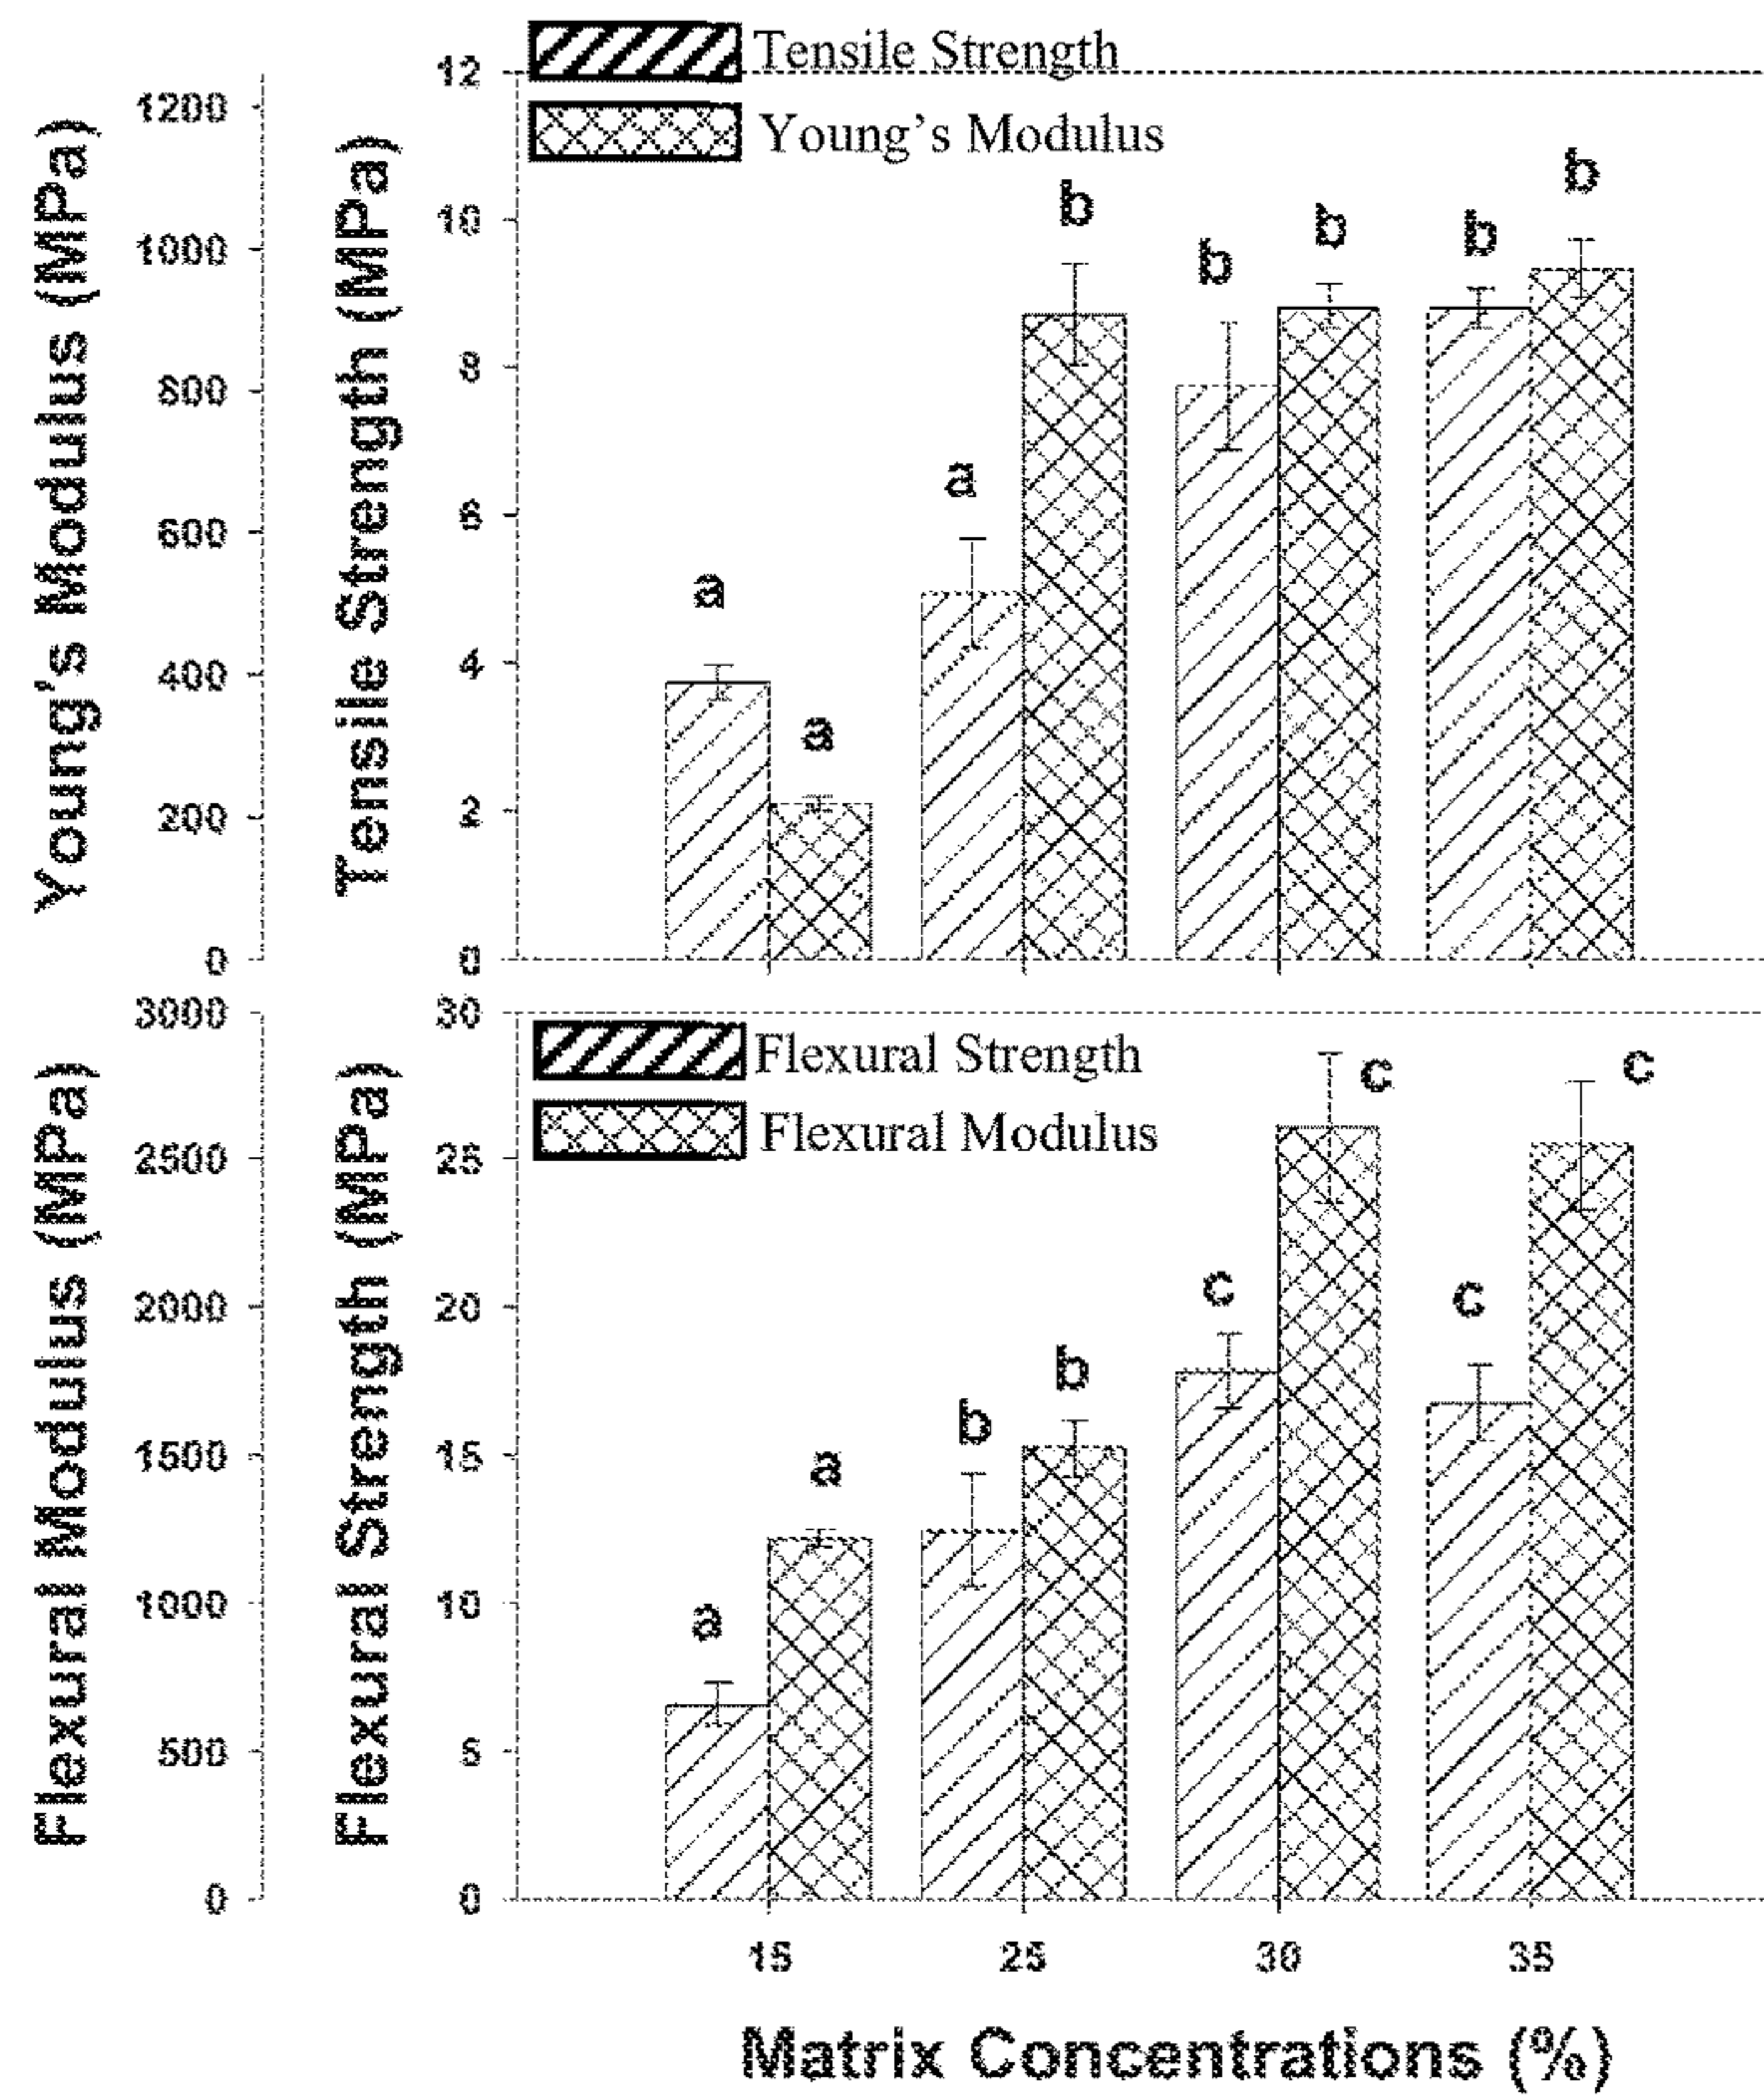 Tensile Strength
Young's Modulus
Young's Modulus (MPa)
1200
1000
800
600
400
200
0
Tensile Strength (MPa)
12
10
8
6
4
2
0
a
a
a
b
b
b
b
b
Flexural Strength
Flexural Modulus
Flexural Modulus (MPa)
3000
2500
2000
1500
1000
500
0
Flexural Strength (MPa)
30
25
20
15
10
5
0
a
a
b
b
c
c
c
c
15
25
30
35
Matrix Concentrations (%)